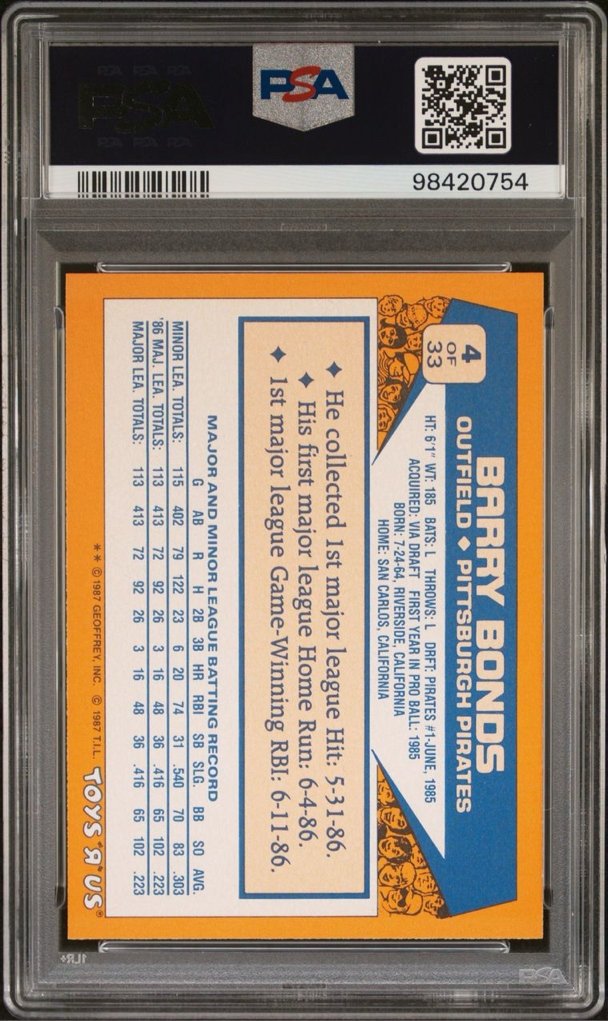 PSA
PSA
98420754
4
OF
33
BARRY BONDS
OUTFIELD ♦ PITTSBURGH PIRATES
HT: 6'1" WT: 185 BATS: L THROWS: L DRFT: PIRATES #1-JUNE, 1985
ACQUIRED: VIA DRAFT FIRST YEAR IN PRO BALL: 1985
BORN: 7-24-64, RIVERSIDE, CALIFORNIA
HOME: SAN CARLOS, CALIFORNIA
♦ He collected 1st major league Hit: 5-31-86.
♦ His first major league Home Run: 6-4-86.
♦ 1st major league Game-Winning RBI: 6-11-86.
MAJOR AND MINOR LEAGUE BATTING RECORD
G AB R H 2B 3B HR RBI SB SLG. BB SO AVG.
MINOR LEA. TOTALS: 115 402 79 122 23 6 20 74 31 .540 70 83 .303
'86 MAJ. LEA. TOTALS: 113 413 72 92 26 3 16 48 36 .416 65 102 .223
MAJOR LEA. TOTALS: 113 413 72 92 26 3 16 48 36 .416 65 102 .223
** © 1987 GEOFFREY, INC. © 1987 T.I.L. TOYS "R" US®
PSA